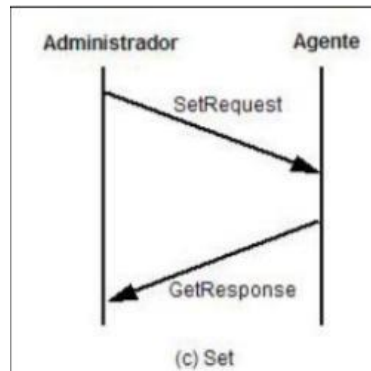 Administrador Agente
SetRequest
GetResponse
(c) Set